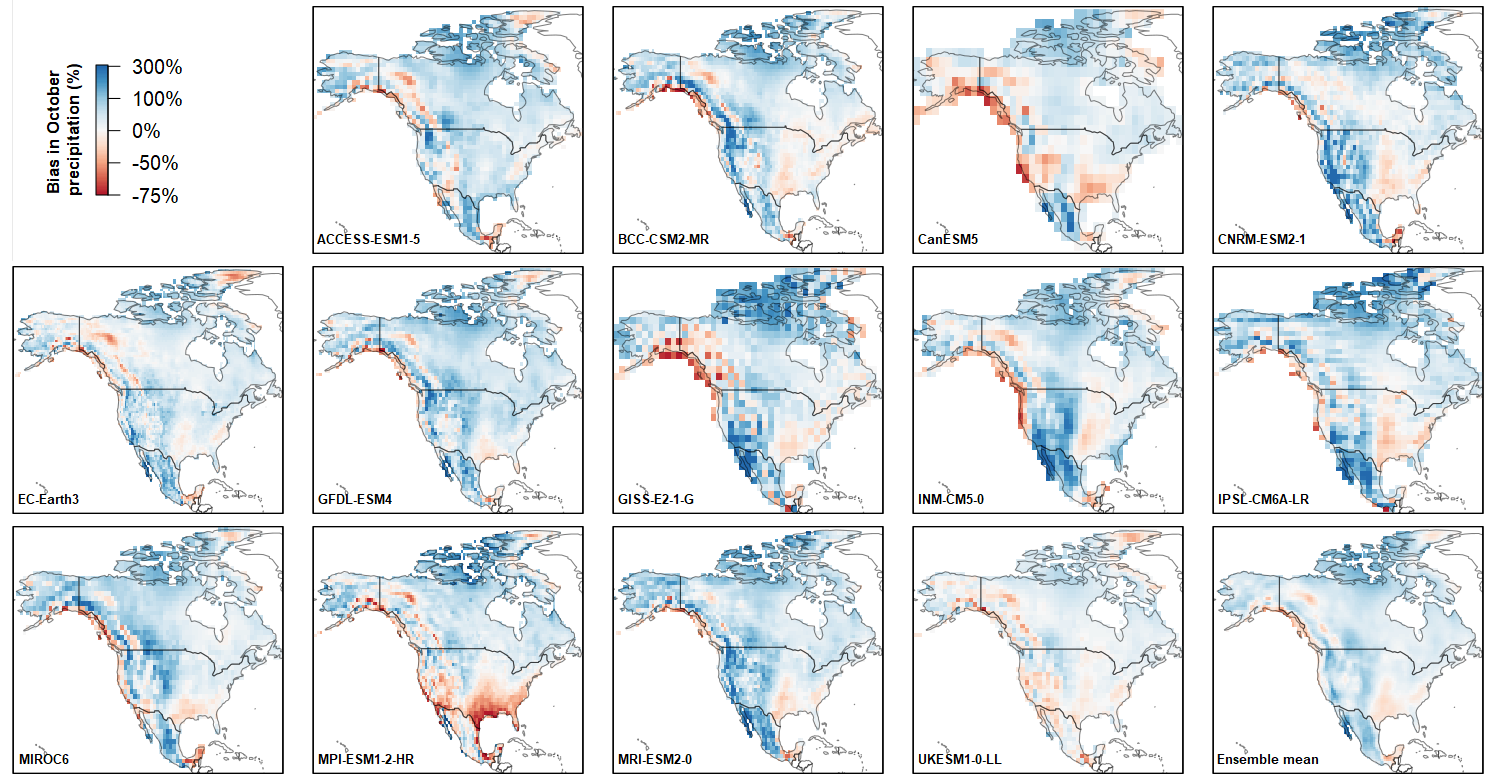 Bias in October
precipitation (%)
300%
100%
0%
-50%
-75%
ACCESS-ESM1-5
BCC-CSM2-MR
CanESM5
CNRM-ESM2-1
EC-Earth3
GFDL-ESM4
GISS-E2-1-G
INM-CM5-0
IPSL-CM6A-LR
MIROC6
MPI-ESM1-2-HR
MRI-ESM2-0
UKESM1-0-LL
Ensemble mean